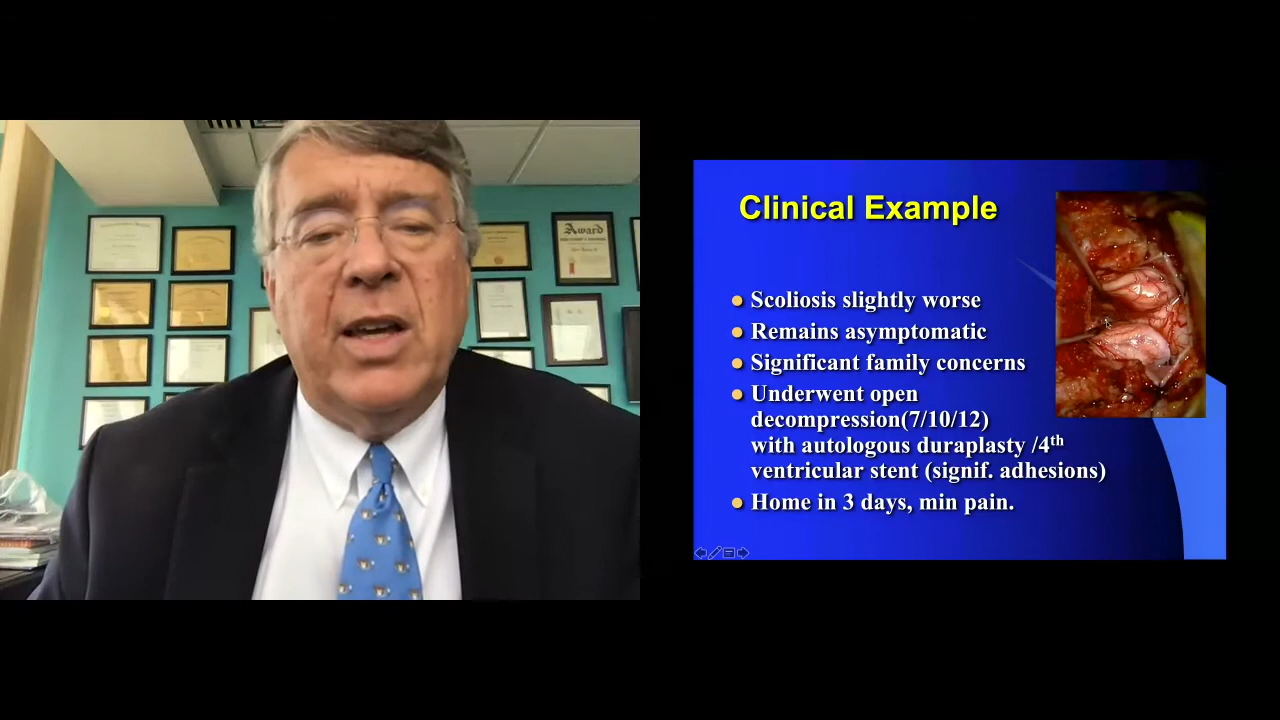 Award
Clinical Example
Scoliosis slightly worse
Remains asymptomatic
Significant family concerns
Underwent open
decompression(7/10/12)
with autologous duraplasty /4th
ventricular stent (signif. adhesions)
Home in 3 days, min pain.